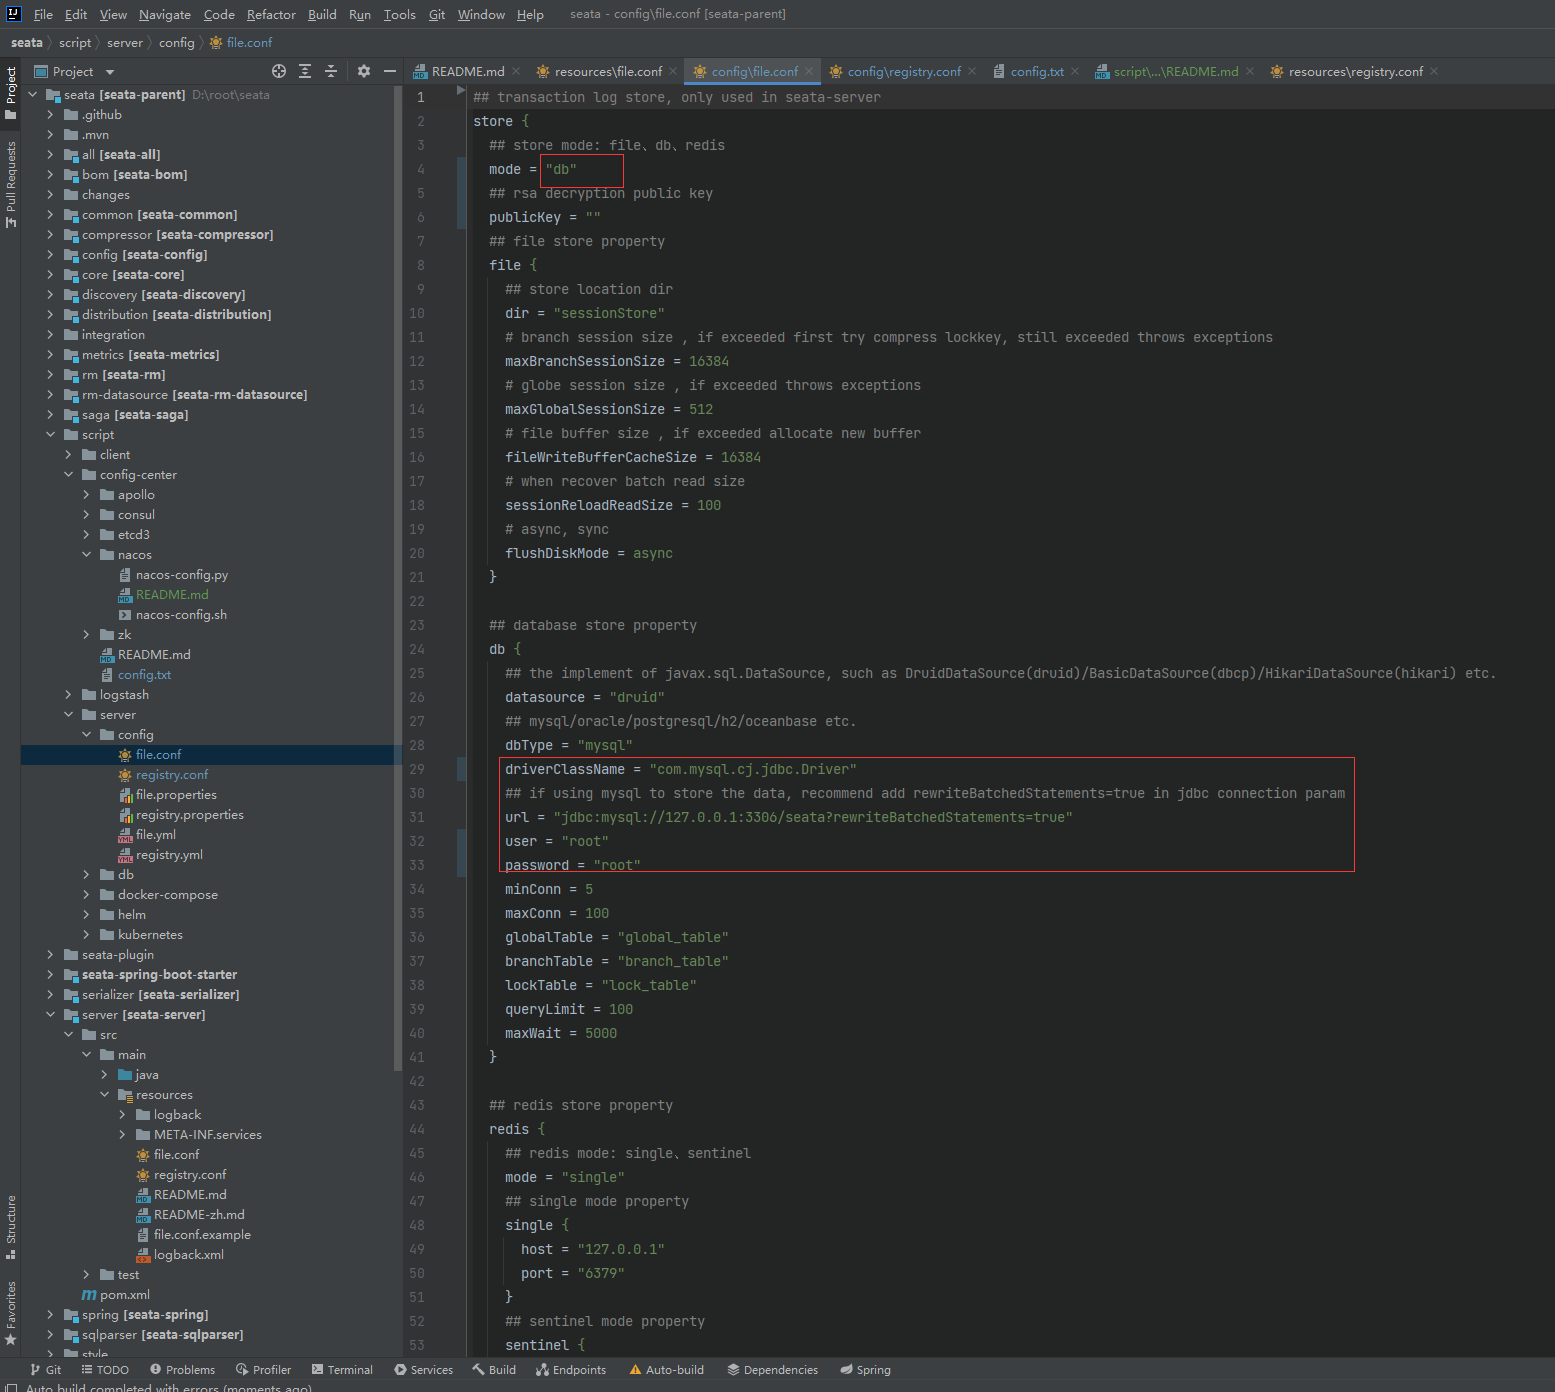 File Edit View Navigate Code Refactor Build Run Tools Git Window Help seata - config\file.conf [seata-parent]
seata script server config file.conf
Project
README.md resources\file.conf config\file.conf config\registry.conf config.txt script\...\README.md resources\registry.conf
Project
Pull Requests
Structure
Favorites
seata [seata-parent] D:\root\seata
.github
.mvn
all [seata-all]
bom [seata-bom]
changes
common [seata-common]
compressor [seata-compressor]
config [seata-config]
core [seata-core]
discovery [seata-discovery]
distribution [seata-distribution]
integration
metrics [seata-metrics]
rm [seata-rm]
rm-datasource [seata-rm-datasource]
saga [seata-saga]
script
client
config-center
apollo
consul
etcd3
nacos
nacos-config.py
README.md
nacos-config.sh
zk
README.md
config.txt
logstash
server
config
file.conf
registry.conf
file.properties
registry.properties
file.yml
registry.yml
db
docker-compose
helm
kubernetes
seata-plugin
seata-spring-boot-starter
serializer [seata-serializer]
server [seata-server]
src
main
java
resources
logback
META-INF.services
file.conf
registry.conf
README.md
README-zh.md
file.conf.example
logback.xml
test
pom.xml
spring [seata-spring]
sqlparser [seata-sqlparser]
style
1 ## transaction log store, only used in seata-server
2 store {
3 ## store mode: file、db、redis
4 mode = "db"
5 ## rsa decryption public key
6 publicKey = ""
7 ## file store property
8 file {
9 ## store location dir
10 dir = "sessionStore"
11 # branch session size , if exceeded first try compress lockkey, still exceeded throws exceptions
12 maxBranchSessionSize = 16384
13 # globe session size , if exceeded throws exceptions
14 maxGlobalSessionSize = 512
15 # file buffer size , if exceeded allocate new buffer
16 fileWriteBufferCacheSize = 16384
17 # when recover batch read size
18 sessionReloadReadSize = 100
19 # async, sync
20 flushDiskMode = async
21 }
22
23 ## database store property
24 db {
25 ## the implement of javax.sql.DataSource, such as DruidDataSource(druid)/BasicDataSource(dbcp)/HikariDataSource(hikari) etc.
26 datasource = "druid"
27 ## mysql/oracle/postgresql/h2/oceanbase etc.
28 dbType = "mysql"
29 driverClassName = "com.mysql.cj.jdbc.Driver"
30 ## if using mysql to store the data, recommend add rewriteBatchedStatements=true in jdbc connection param
31 url = "jdbc:mysql://127.0.0.1:3306/seata?rewriteBatchedStatements=true"
32 user = "root"
33 password = "root"
34 minConn = 5
35 maxConn = 100
36 globalTable = "global_table"
37 branchTable = "branch_table"
38 lockTable = "lock_table"
39 queryLimit = 100
40 maxWait = 5000
41 }
42
43 ## redis store property
44 redis {
45 ## redis mode: single、sentinel
46 mode = "single"
47 ## single mode property
48 single {
49 host = "127.0.0.1"
50 port = "6379"
51 }
52 ## sentinel mode property
53 sentinel {
Git TODO Problems Profiler Terminal Services Build Endpoints Auto-build Dependencies Spring
Auto build completed with errors (moments ago)